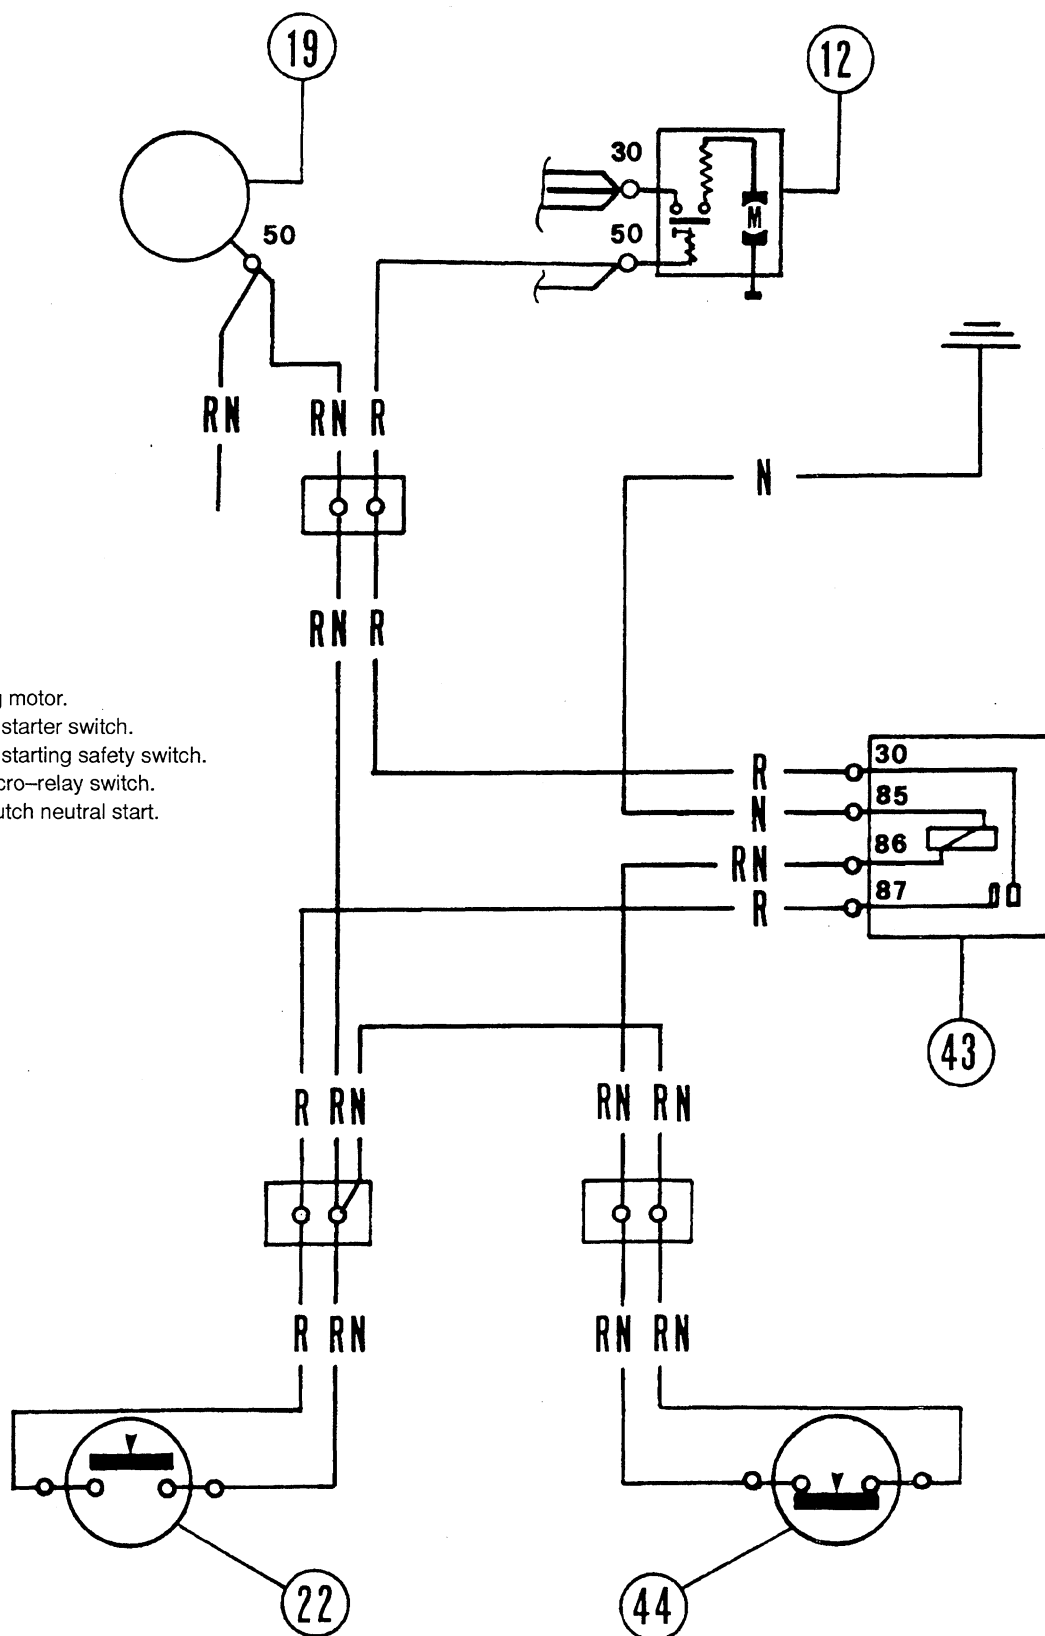 19
12
30
50
50
M
RN
RN
R
N
RN
R
motor.
starter switch.
starting safety switch.
cro–relay switch.
utch neutral start.
R
30
N
85
RN
86
R
87
43
R
RN
RN
RN
R
RN
RN
RN
22
44